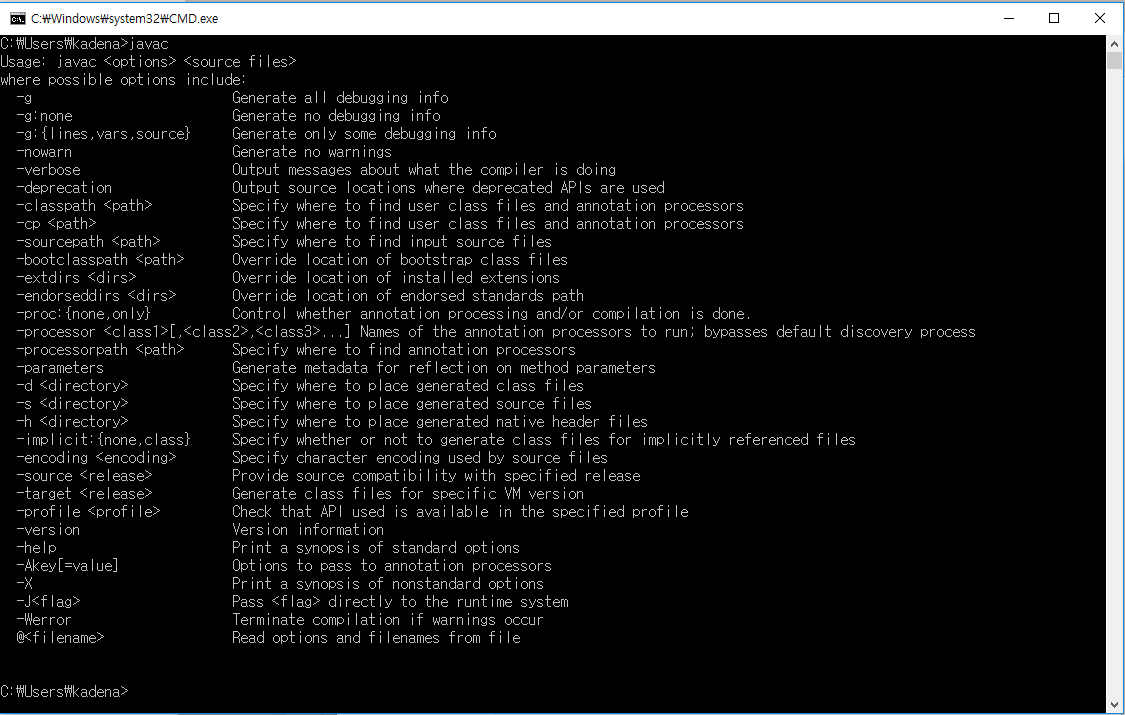 C:₩Windows₩system32₩CMD.exe
C:₩Users₩kadena>javac
Usage: javac <options> <source files>
where possible options include:
  -g                         Generate all debugging info
  -g:none                    Generate no debugging info
  -g:{lines,vars,source}     Generate only some debugging info
  -nowarn                    Generate no warnings
  -verbose                   Output messages about what the compiler is doing
  -deprecation               Output source locations where deprecated APIs are used
  -classpath <path>          Specify where to find user class files and annotation processors
  -cp <path>                 Specify where to find user class files and annotation processors
  -sourcepath <path>         Specify where to find input source files
  -bootclasspath <path>      Override location of bootstrap class files
  -extdirs <dirs>            Override location of installed extensions
  -endorseddirs <dirs>       Override location of endorsed standards path
  -proc:{none,only}          Control whether annotation processing and/or compilation is done.
  -processor <class1>[,<class2>,<class3>...] Names of the annotation processors to run; bypasses default discovery process
  -processorpath <path>      Specify where to find annotation processors
  -parameters                Generate metadata for reflection on method parameters
  -d <directory>             Specify where to place generated class files
  -s <directory>             Specify where to place generated source files
  -h <directory>             Specify where to place generated native header files
  -implicit:{none,class}     Specify whether or not to generate class files for implicitly referenced files
  -encoding <encoding>       Specify character encoding used by source files
  -source <release>          Provide source compatibility with specified release
  -target <release>          Generate class files for specific VM version
  -profile <profile>         Check that API used is available in the specified profile
  -version                   Version information
  -help                      Print a synopsis of standard options
  -Akey[=value]              Options to pass to annotation processors
  -X                         Print a synopsis of nonstandard options
  -J<flag>                   Pass <flag> directly to the runtime system
  -Werror                    Terminate compilation if warnings occur
  @<filename>                Read options and filenames from file
C:₩Users₩kadena>